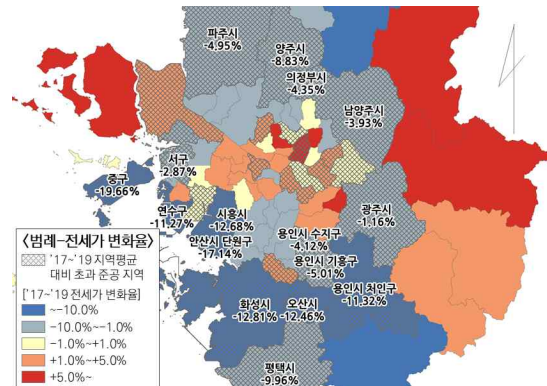 파주시
-4.95%
양주시
-8.83%
의정부시
-4.35%
남양주시
-3.93%
서구
-2.87%
중구
-19.66%
연수구
-11.27%
시흥시
-12.68%
안산시 단원구
-17.14%
광주시
-1.16%
용인시 수지구
-4.12%
용인시 기흥구
-5.01%
용인시 처인구
-11.32%
화성시
-12.81%
오산시
-12.46%
평택시
-9.96%
〈범례-전세가 변화율〉
'17~'19 지역평균
대비 초과 준공 지역
['17~'19 전세가 변화율]
~-10.0%
-10.0%~-1.0%
-1.0%~+1.0%
+1.0%~+5.0%
+5.0%~